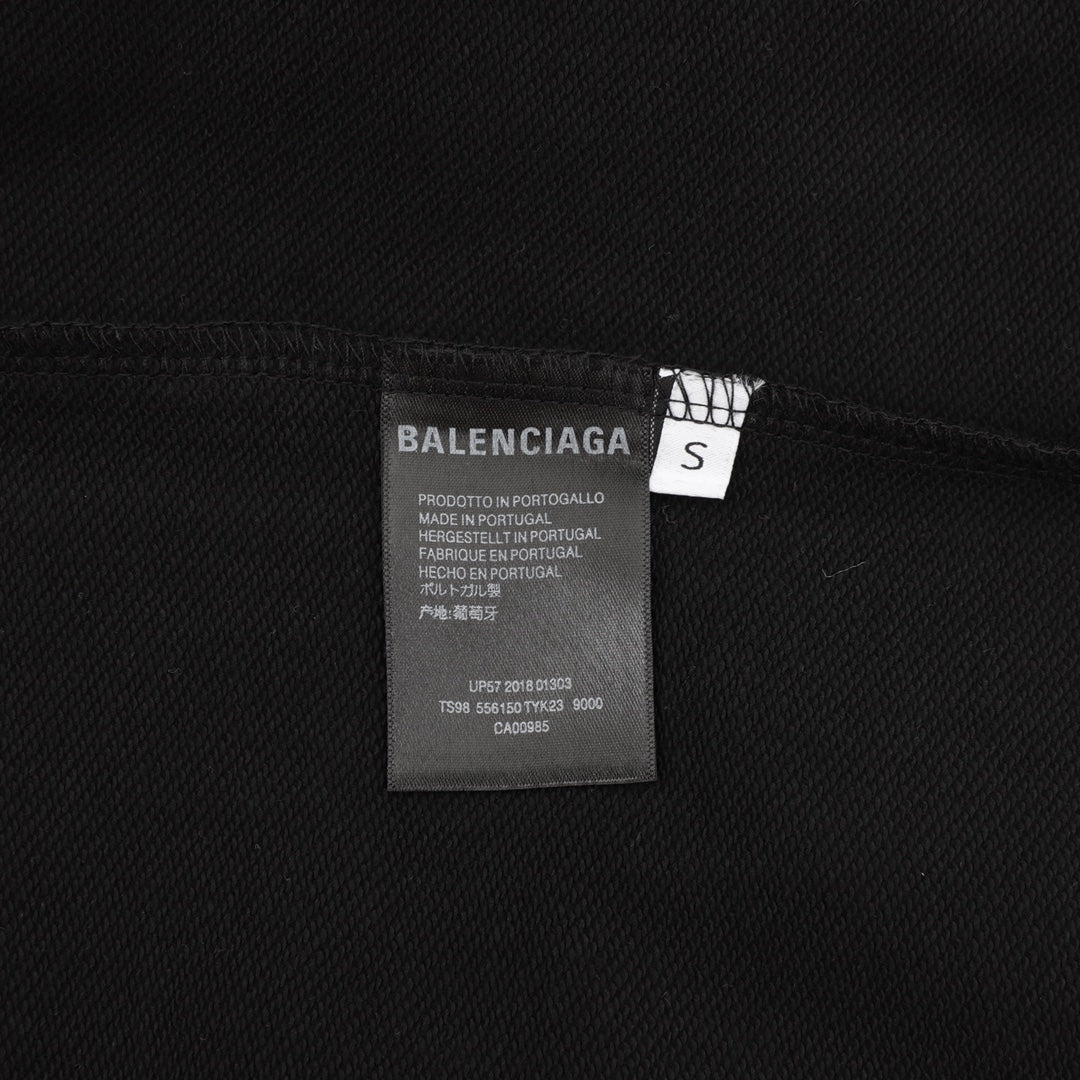 BALENCIAGA
S
PRODOTTO IN PORTOGALLO
MADE IN PORTUGAL
HERGESTELLT IN PORTUGAL
FABRIQUE EN PORTUGAL
HECHO EN PORTUGAL
ポルトガル製
产地:葡萄牙
UP57 2018 01303
TS98 556150 TYK23 9000
CA00985